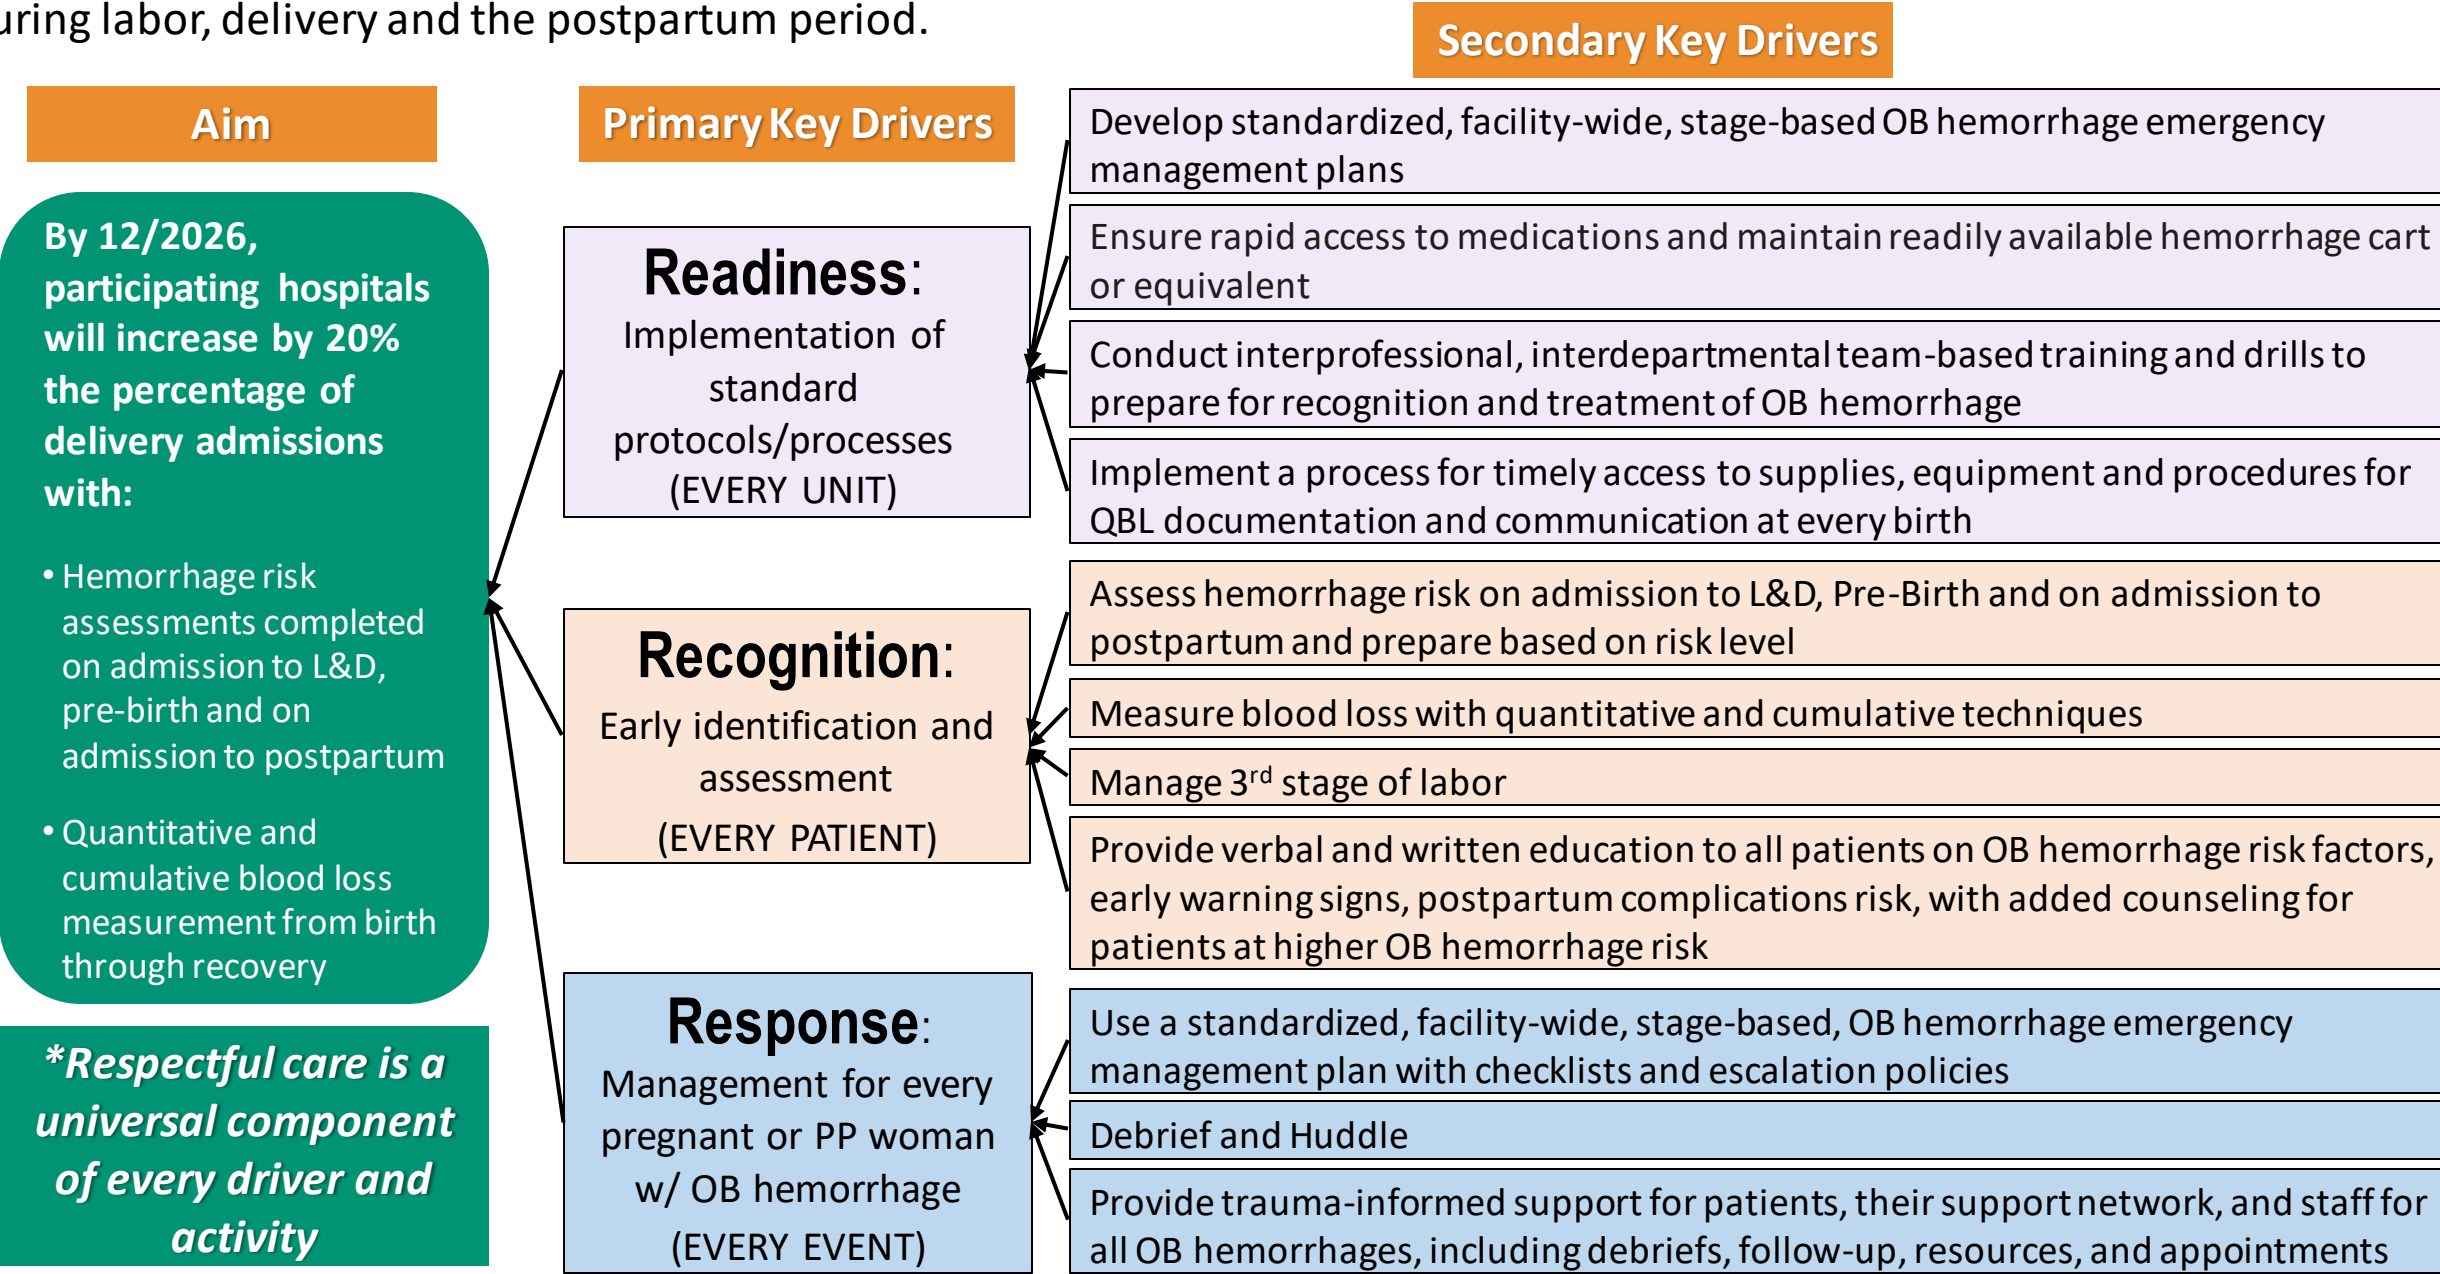 uring labor, delivery and the postpartum period.
Secondary Key Drivers
Aim
Primary Key Drivers
By 12/2026,
participating hospitals
will increase by 20%
the percentage of
delivery admissions
with:
• Hemorrhage risk
assessments completed
on admission to L&D,
pre-birth and on
admission to postpartum
• Quantitative and
cumulative blood loss
measurement from birth
through recovery
*Respectful care is a
universal component
of every driver and
activity
Readiness:
Implementation of
standard
protocols/processes
(EVERY UNIT)
Recognition:
Early identification and
assessment
(EVERY PATIENT)
Response:
Management for every
pregnant or PP woman
w/ OB hemorrhage
(EVERY EVENT)
Develop standardized, facility-wide, stage-based OB hemorrhage emergency
management plans
Ensure rapid access to medications and maintain readily available hemorrhage cart
or equivalent
Conduct interprofessional, interdepartmental team-based training and drills to
prepare for recognition and treatment of OB hemorrhage
Implement a process for timely access to supplies, equipment and procedures for
QBL documentation and communication at every birth
Assess hemorrhage risk on admission to L&D, Pre-Birth and on admission to
postpartum and prepare based on risk level
Measure blood loss with quantitative and cumulative techniques
Manage 3rd stage of labor
Provide verbal and written education to all patients on OB hemorrhage risk factors,
early warning signs, postpartum complications risk, with added counseling for
patients at higher OB hemorrhage risk
Use a standardized, facility-wide, stage-based, OB hemorrhage emergency
management plan with checklists and escalation policies
Debrief and Huddle
Provide trauma-informed support for patients, their support network, and staff for
all OB hemorrhages, including debriefs, follow-up, resources, and appointments